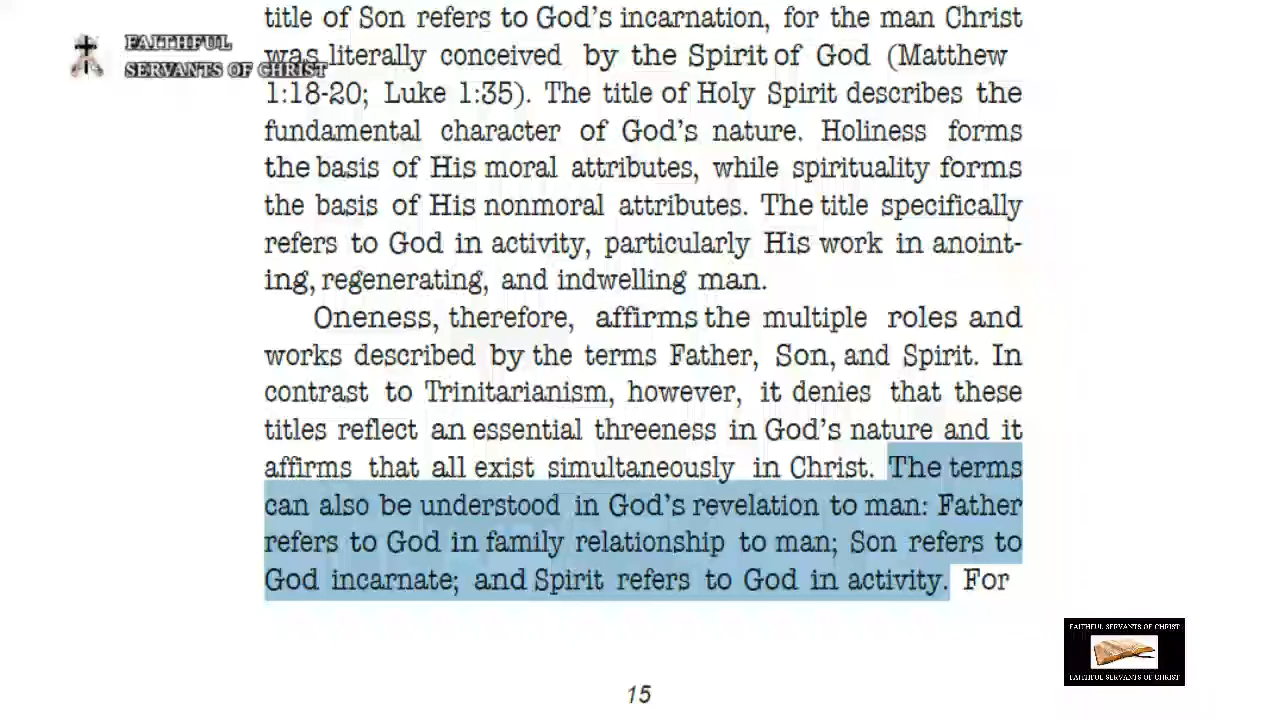 title of Son refers to God's incarnation, for the man Christ
FAITHFUL
SERVANTS OF CHRIST
was literally conceived by the Spirit of God (Matthew
1:18-20; Luke 1:35). The title of Holy Spirit describes the
fundamental character of God's nature. Holiness forms
the basis of His moral attributes, while spirituality forms
the basis of His nonmoral attributes. The title specifically
refers to God in activity, particularly His work in anoint-
ing, regenerating, and indwelling man.
Oneness, therefore, affirms the multiple roles and
works described by the terms Father, Son, and Spirit. In
contrast to Trinitarianism, however, it denies that these
titles reflect an essential threeness in God's nature and it
affirms that all exist simultaneously in Christ. The terms
can also be understood in God's revelation to man: Father
refers to God in family relationship to man; Son refers to
God incarnate; and Spirit refers to God in activity. For
FAITHFUL SERVANTS OF CHRIST
FAITHFUL SERVANTS OF CHRIST
15